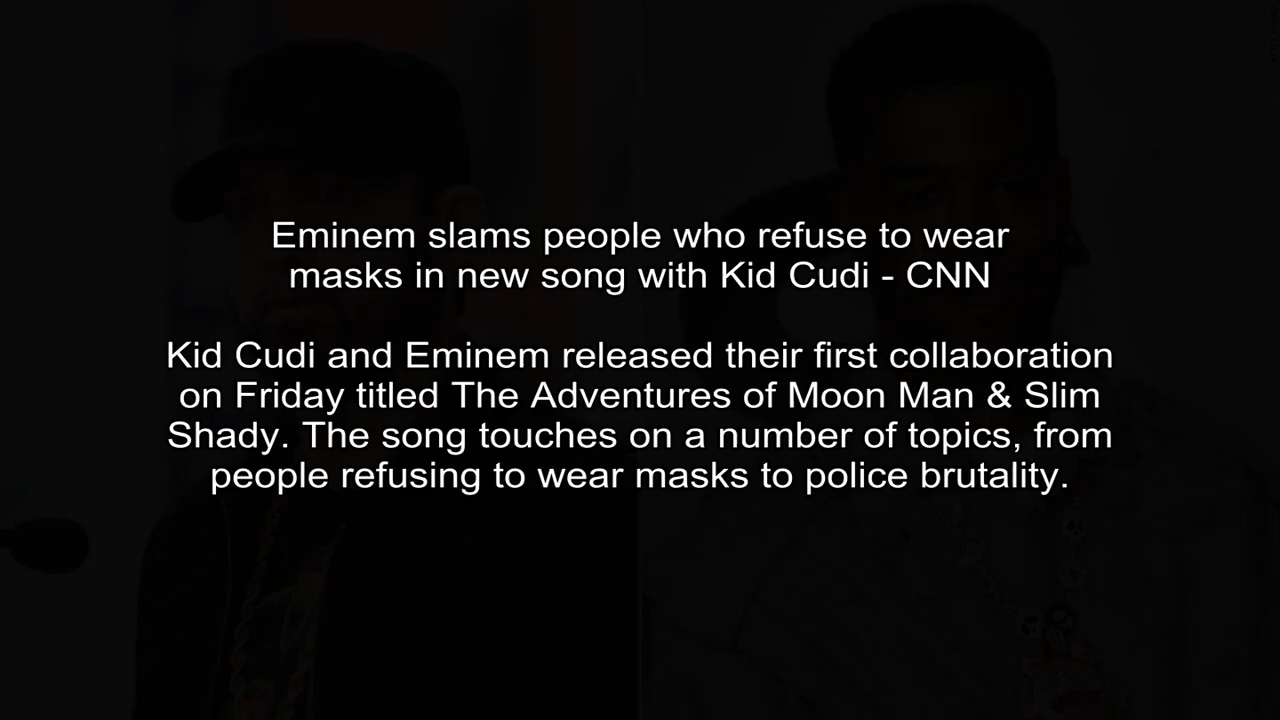 Eminem slams people who refuse to wear
masks in new song with Kid Cudi - CNN
Kid Cudi and Eminem released their first collaboration
on Friday titled The Adventures of Moon Man & Slim
Shady. The song touches on a number of topics, from
people refusing to wear masks to police brutality.